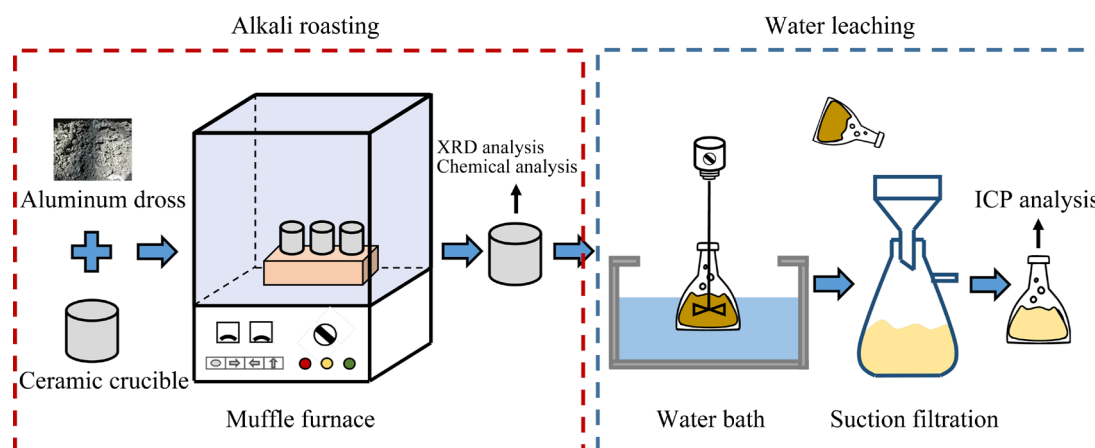 Alkali roasting
Water leaching
Aluminum dross
Ceramic crucible
Muffle furnace
XRD analysis
Chemical analysis
Water bath
Suction filtration
ICP analysis